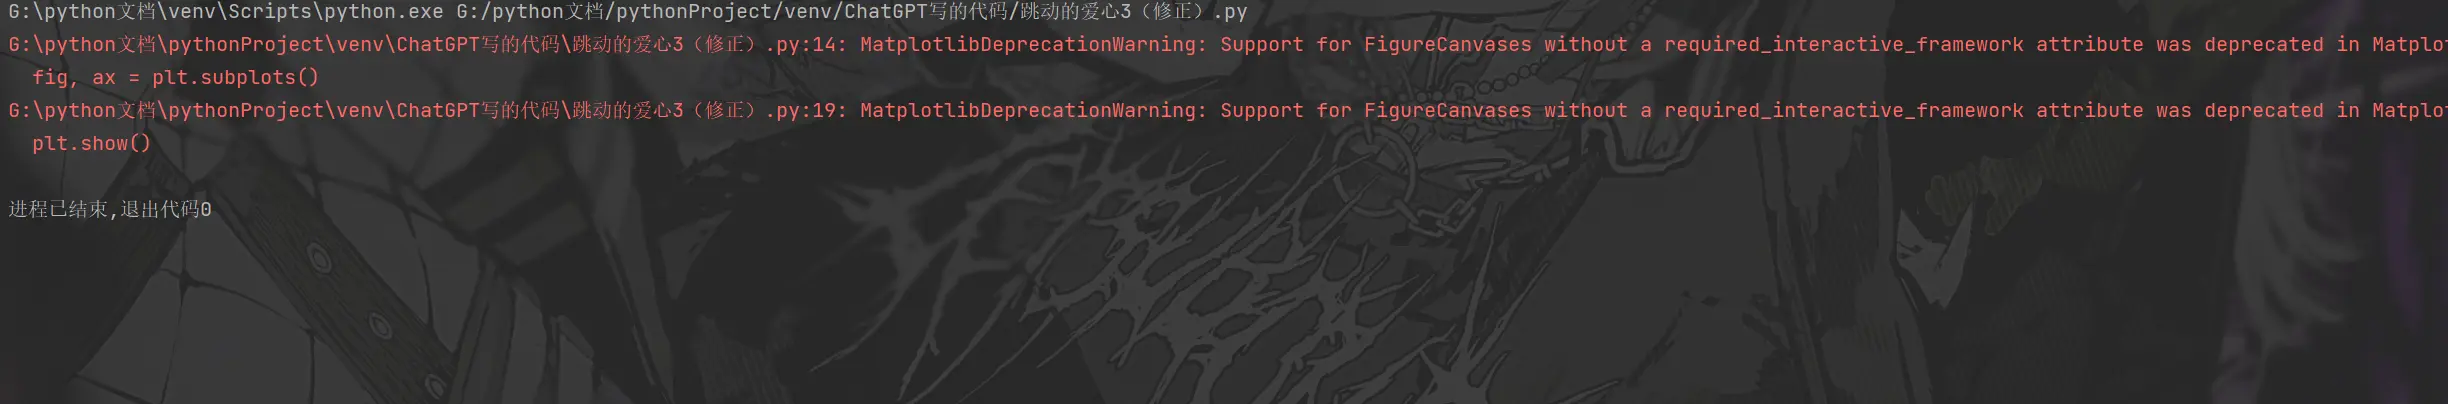 G:\python文档\venv\Scripts\python.exe G:/python文档/pythonProject/venv/ChatGPT写的代码/跳动的爱心3（修正）.py
G:\python文档\pythonProject\venv\ChatGPT写的代码\跳动的爱心3（修正）.py:14: MatplotlibDeprecationWarning: Support for FigureCanvases without a required_interactive_framework attribute was deprecated in Matplot
fig, ax = plt.subplots()
G:\python文档\pythonProject\venv\ChatGPT写的代码\跳动的爱心3（修正）.py:19: MatplotlibDeprecationWarning: Support for FigureCanvases without a required_interactive_framework attribute was deprecated in Matplot
plt.show()
进程已结束,退出代码0